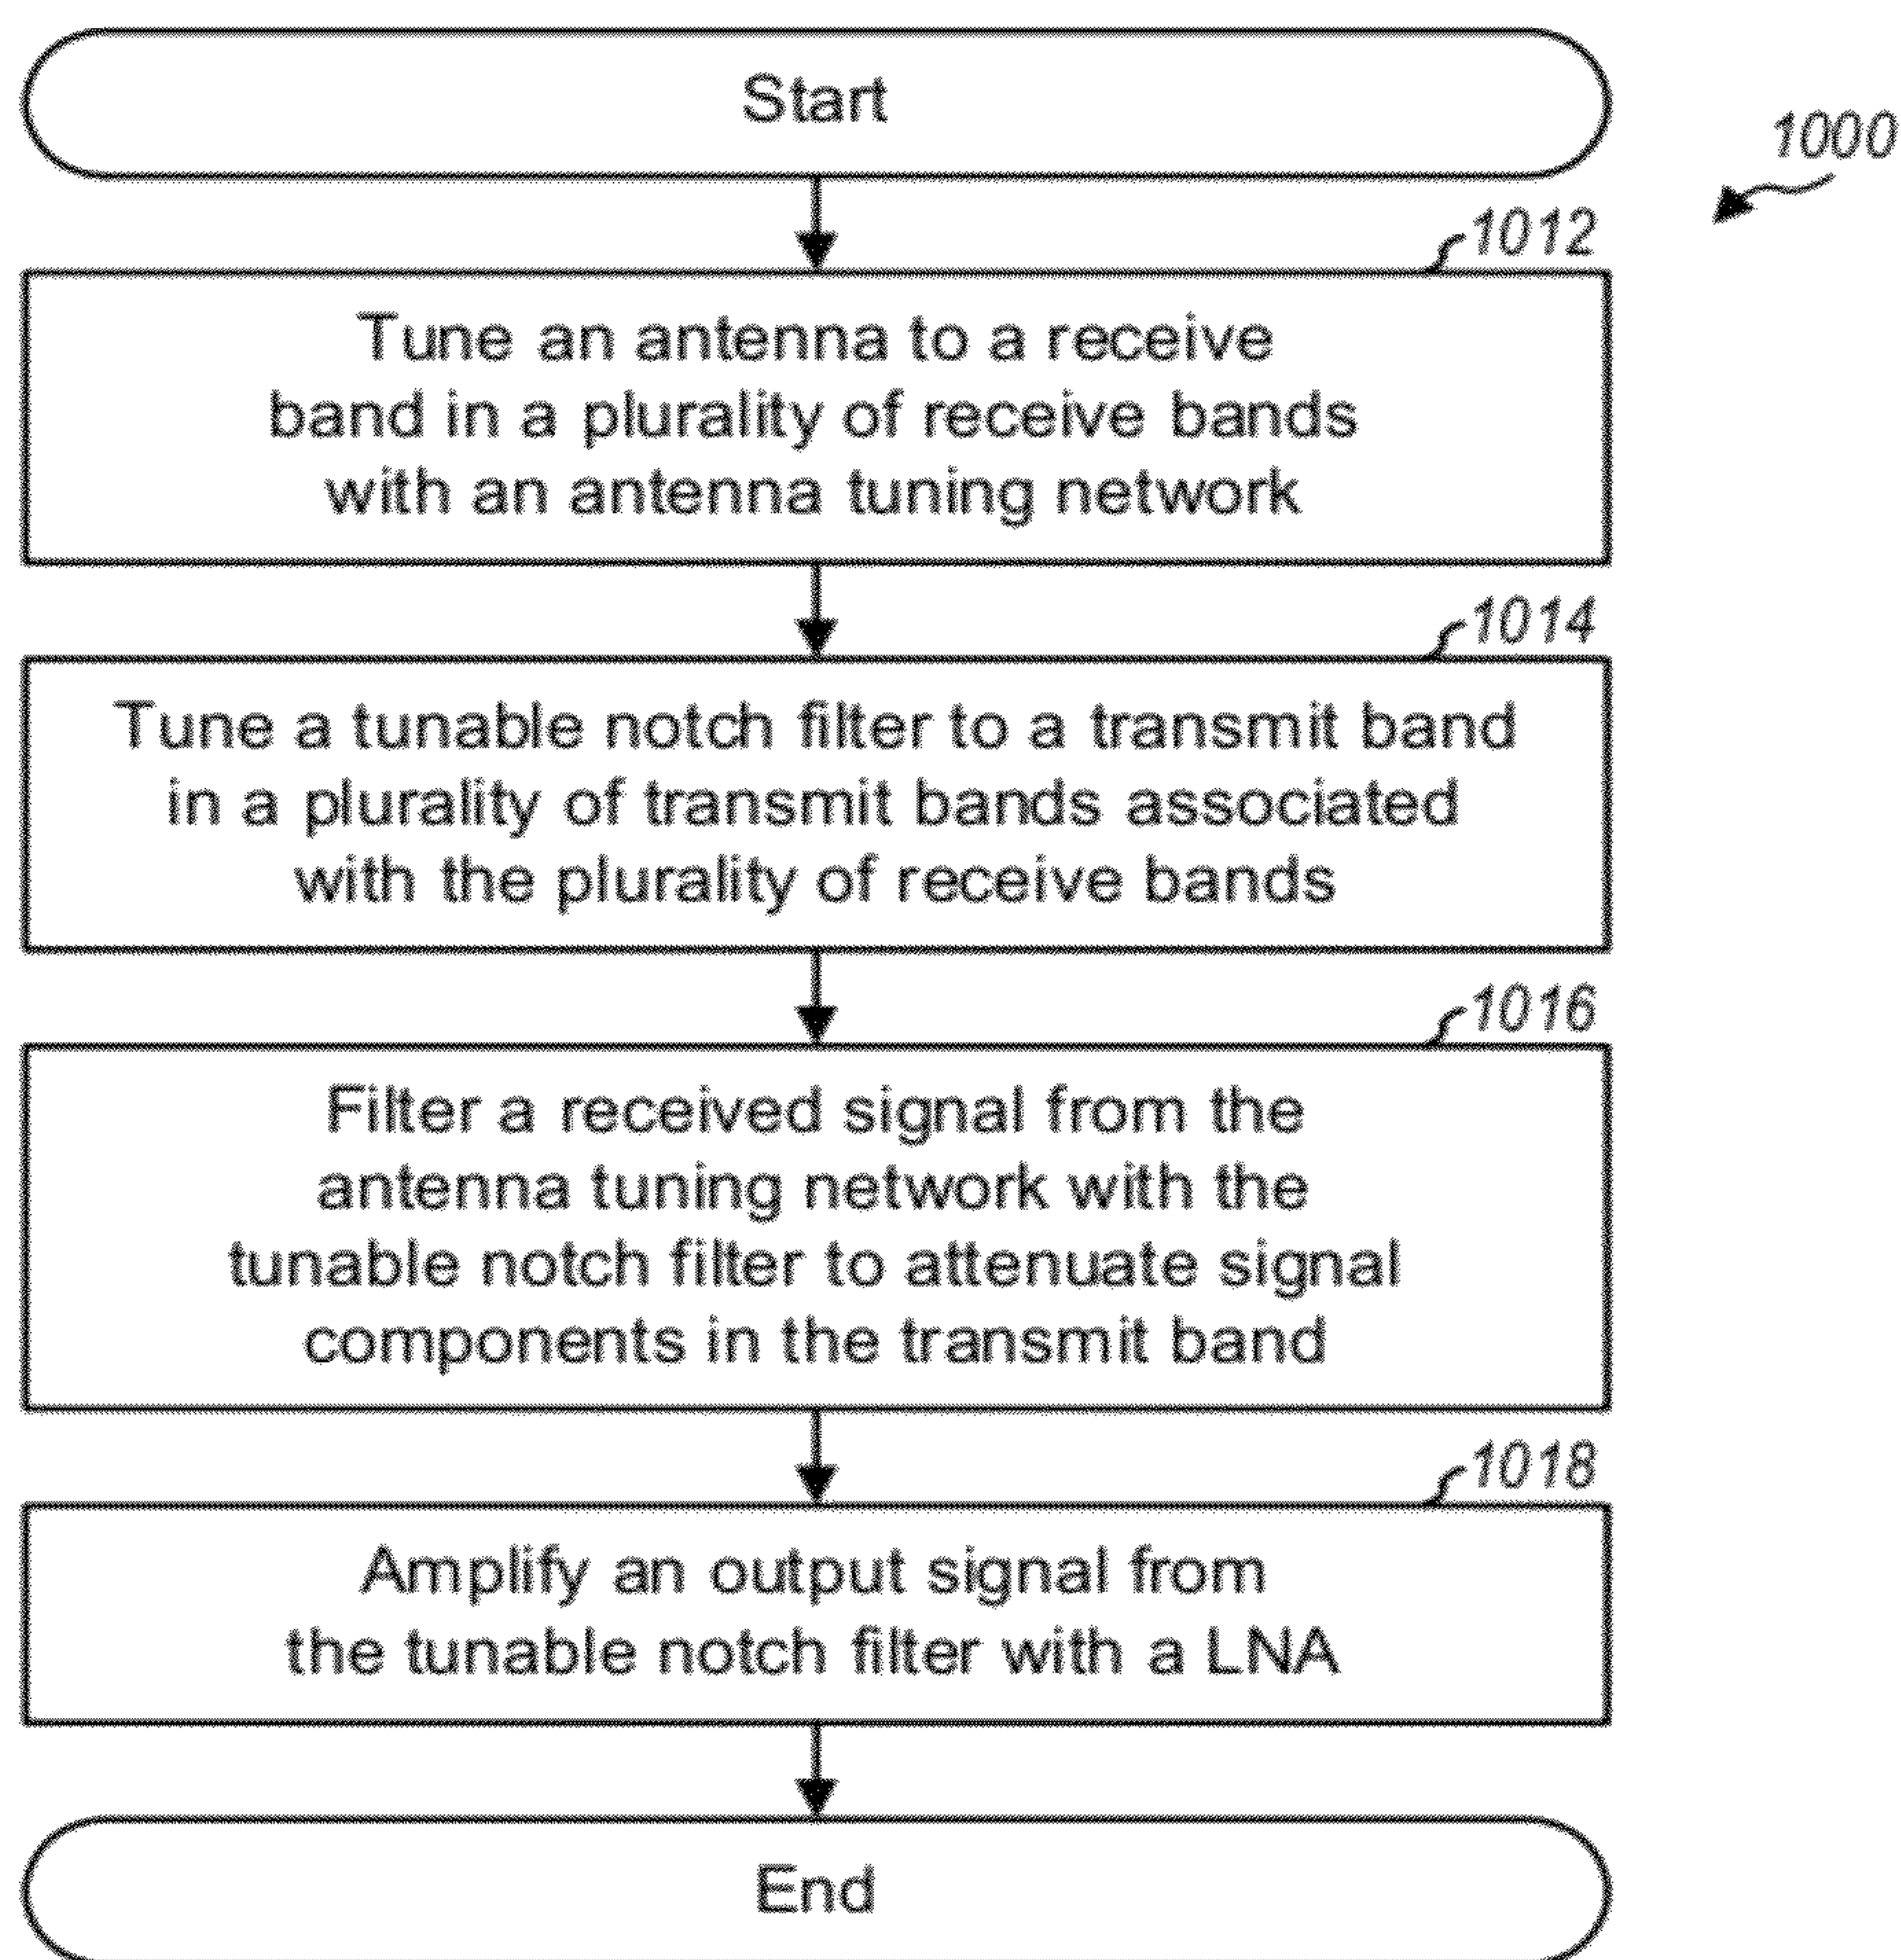 Start
1000
1012
Tune an antenna to a receive
band in a plurality of receive bands
with an antenna tuning network
1014
Tune a tunable notch filter to a transmit band
in a plurality of transmit bands associated
with the plurality of receive bands
1016
Filter a received signal from the
antenna tuning network with the
tunable notch filter to attenuate signal
components in the transmit band
1018
Amplify an output signal from
the tunable notch filter with a LNA
End